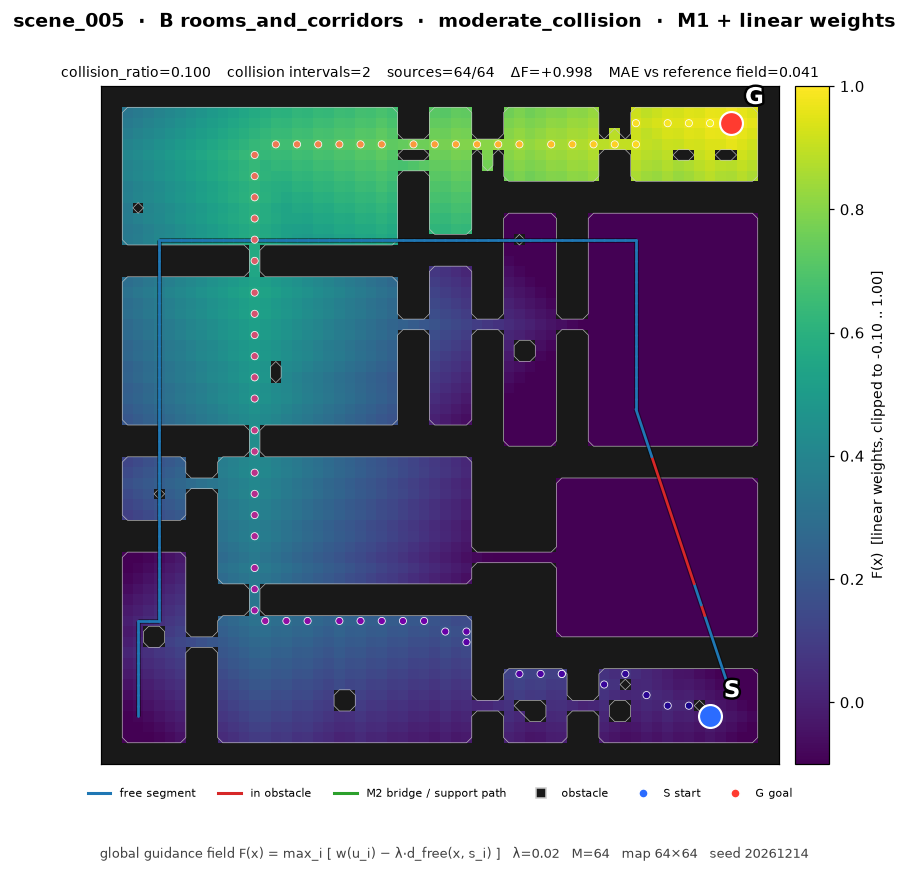 scene_005 · B rooms_and_corridors · moderate_collision · M1 + linear weights
collision_ratio=0.100 collision intervals=2 sources=64/64 ΔF=+0.998 MAE vs reference field=0.041
G
1.0
0.8
0.6
0.4
0.2
0.0
F(x) [linear weights, clipped to -0.10 .. 1.00]
S
free segment
in obstacle
M2 bridge / support path
obstacle
S start
G goal
global guidance field F(x) = max_i [ w(u_i) − λ·d_free(x, s_i) ] λ=0.02 M=64 map 64×64 seed 20261214